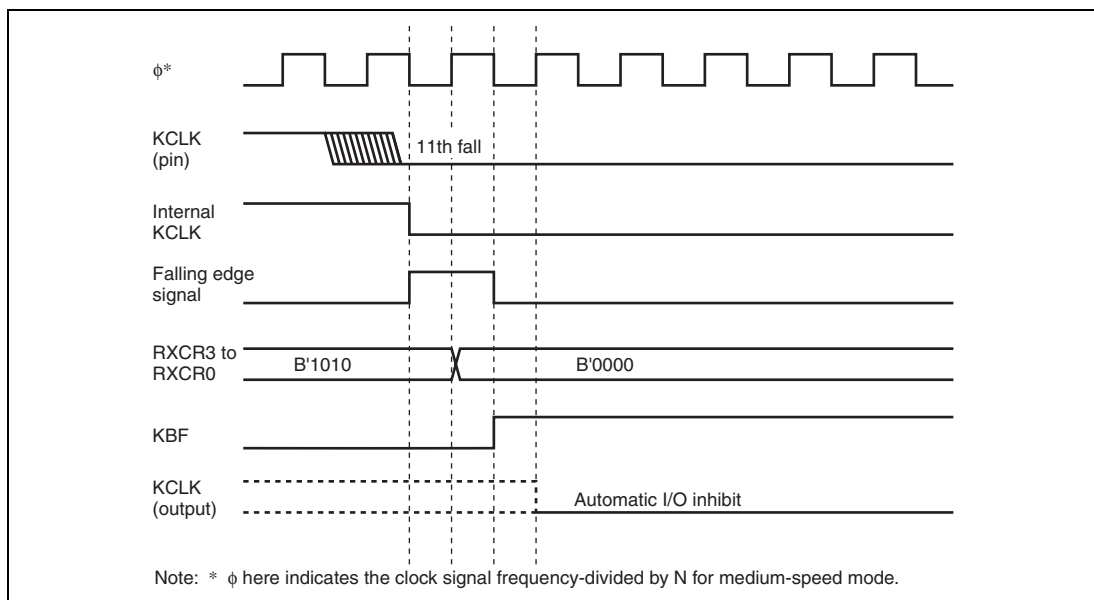 ϕ*
KCLK
(pin)
11th fall
Internal
KCLK
Falling edge
signal
RXCR3 to
RXCR0
B'1010
B'0000
KBF
KCLK
(output)
Automatic I/O inhibit
Note: * ϕ here indicates the clock signal frequency-divided by N for medium-speed mode.